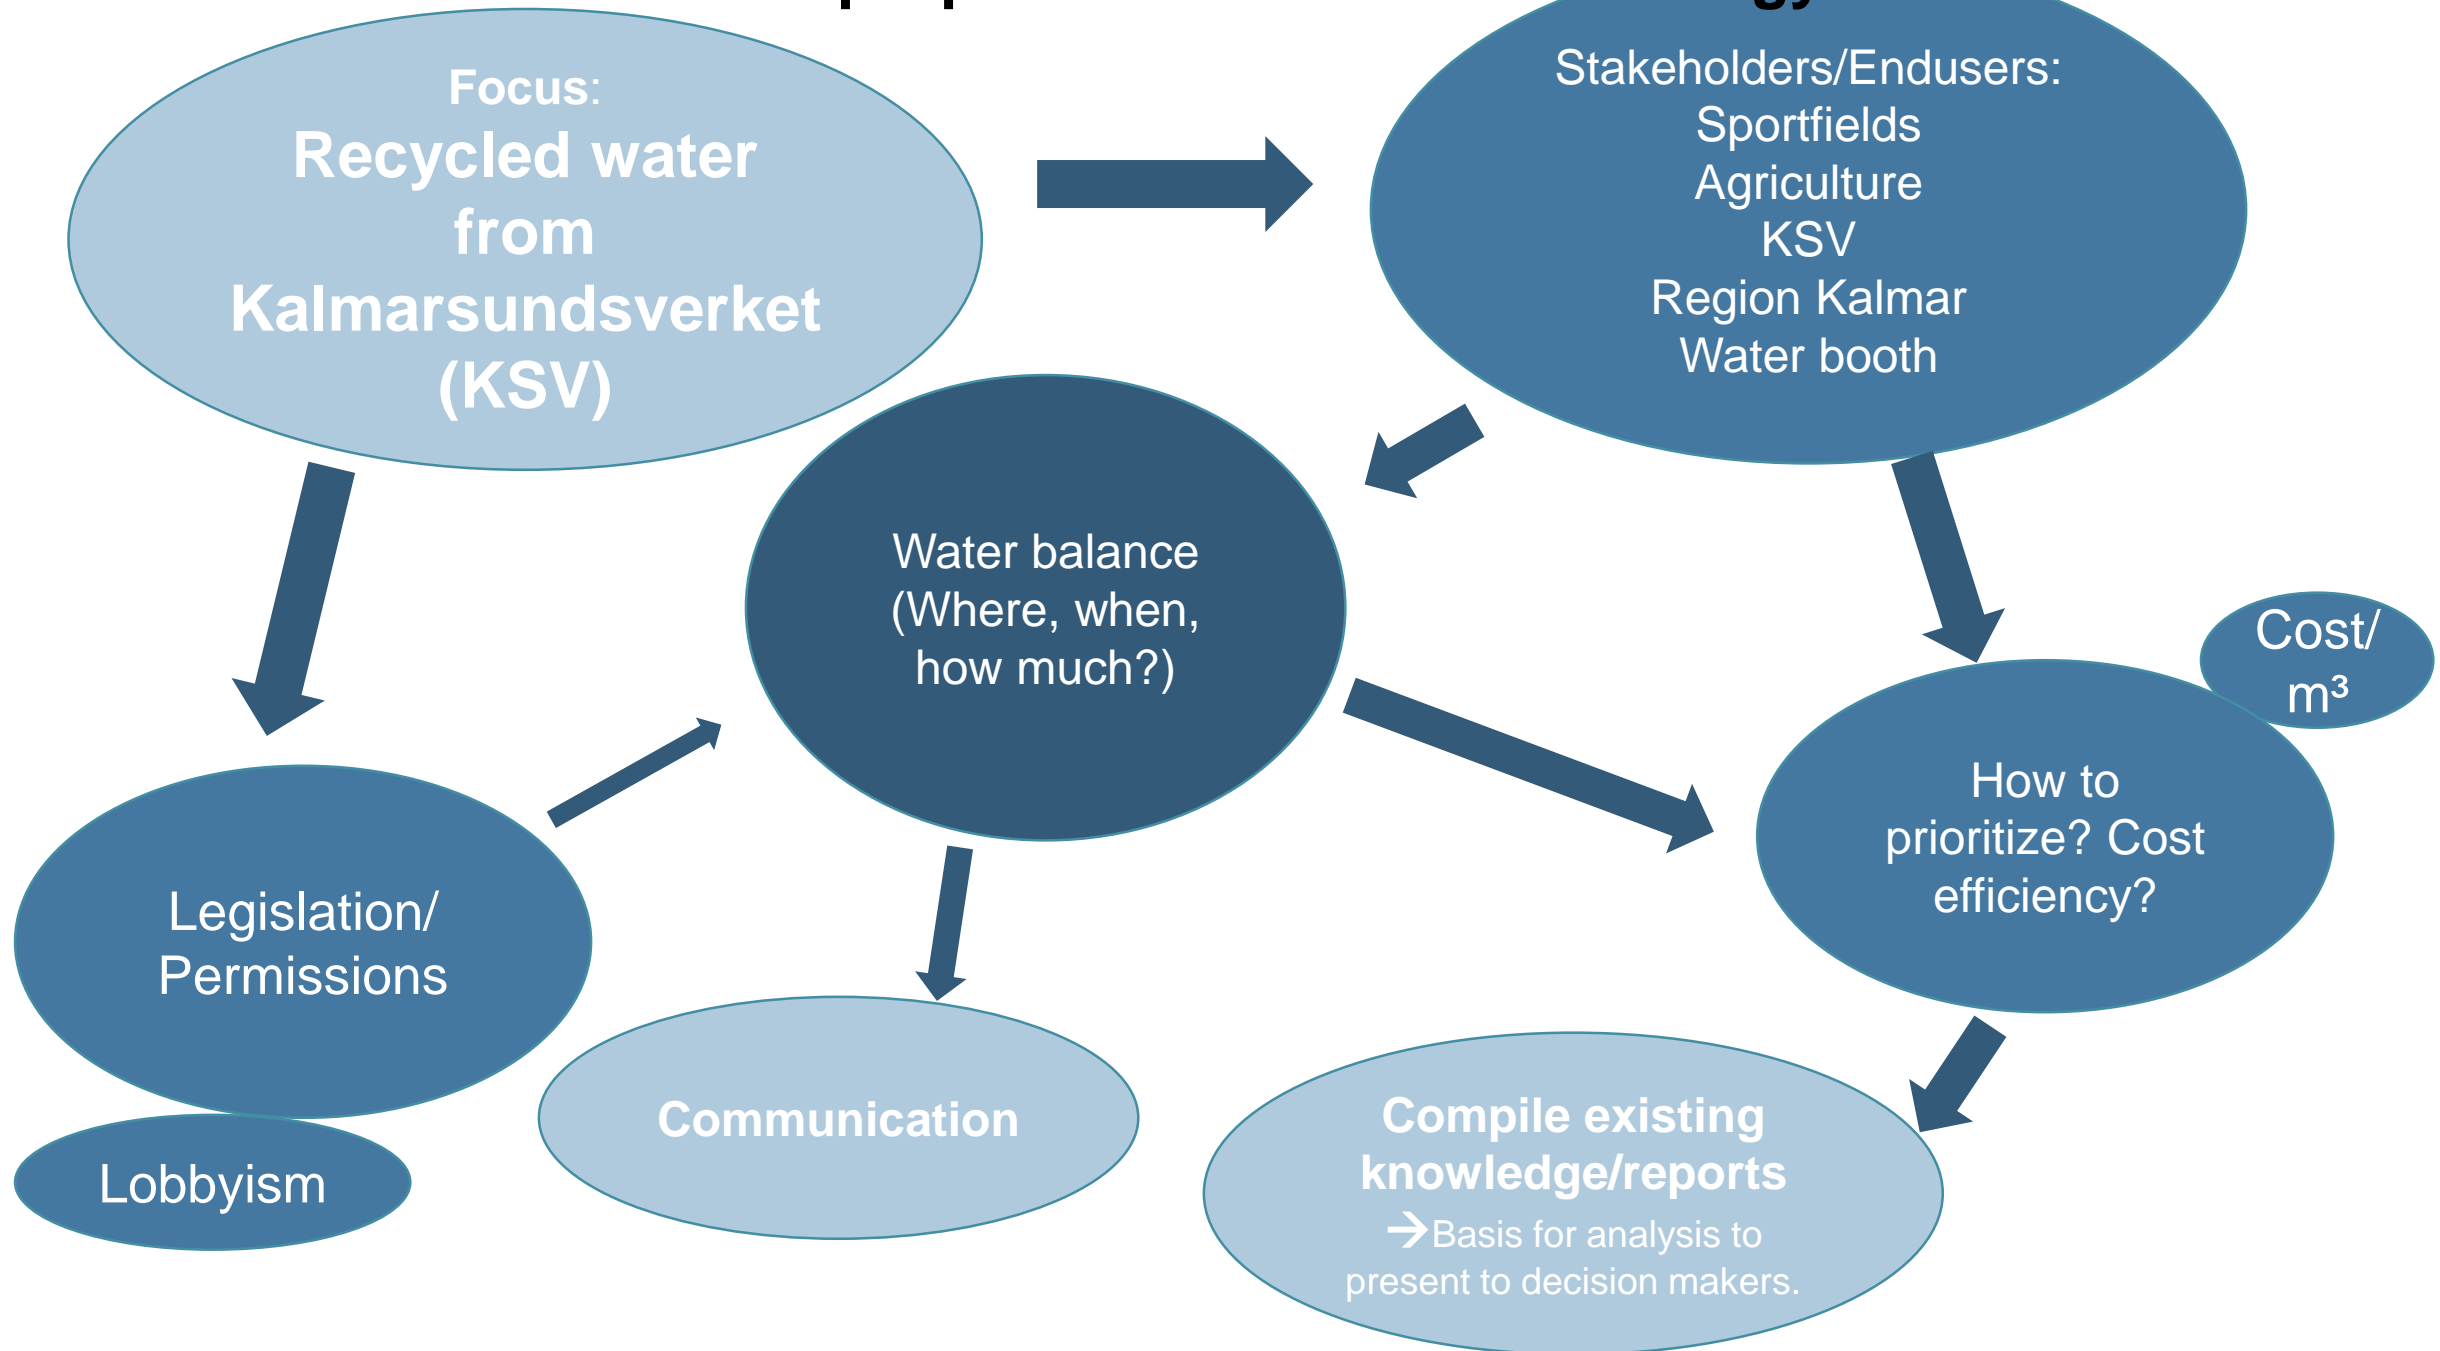 Focus:
Recycled water
from
Kalmarsundsverket
(KSV)
Stakeholders/Endusers:
Sportfields
Agriculture
KSV
Region Kalmar
Water booth
Water balance
(Where, when,
how much?)
Cost/
m³
How to
prioritize? Cost
efficiency?
Legislation/
Permissions
Lobbyism
Communication
Compile existing
knowledge/reports
→Basis for analysis to
present to decision makers.